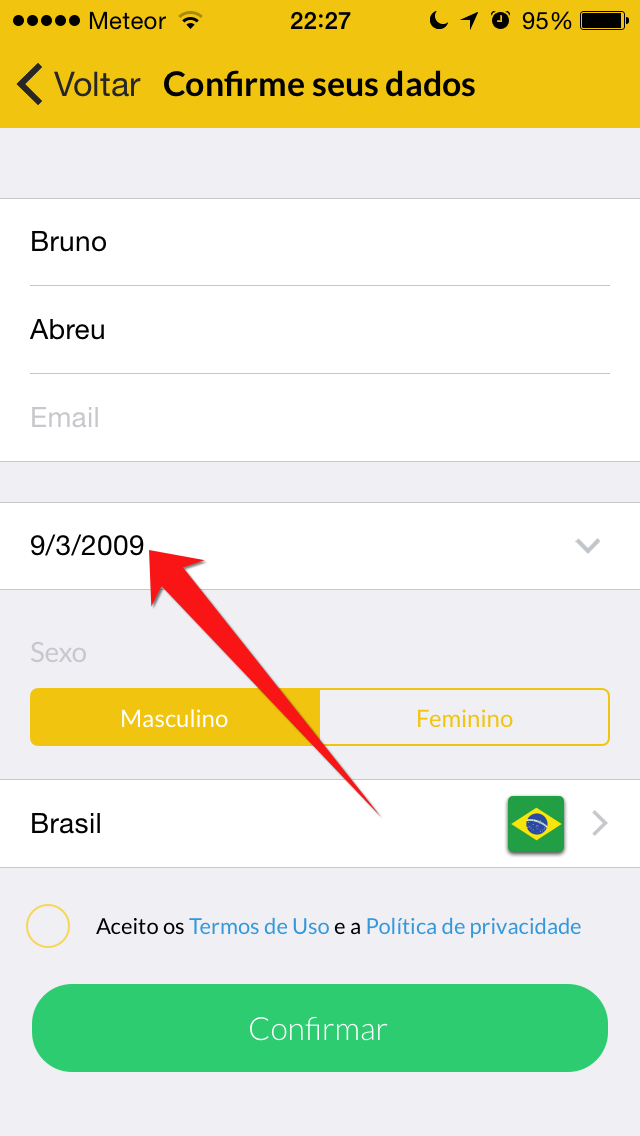 Meteor 22:27 95%
Voltar Confirme seus dados
Bruno
Abreu
Email
9/3/2009
Sexo
Masculino Feminino
Brasil
Aceito os Termos de Uso e a Política de privacidade
Confirmar